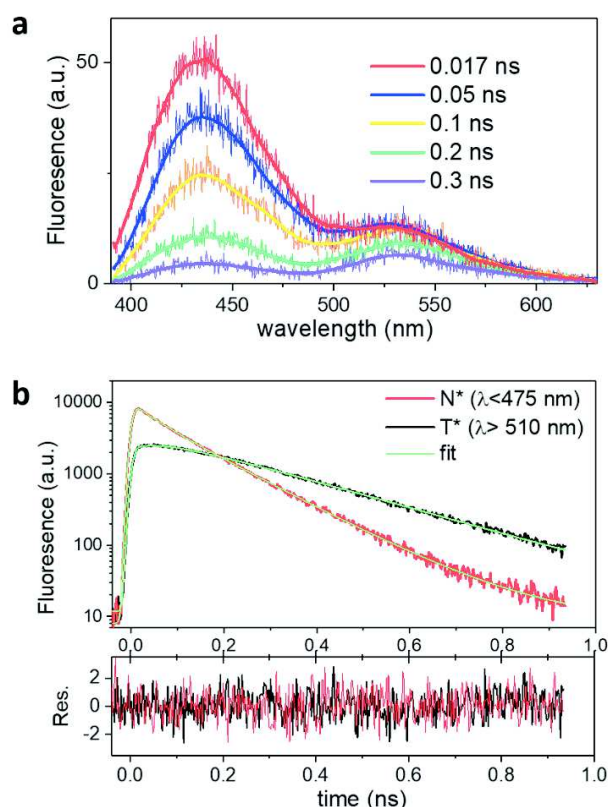 a
Fluoresence (a.u.)
50
0
0.017 ns
0.05 ns
0.1 ns
0.2 ns
0.3 ns
400 450 500 550 600
wavelength (nm)
b
Fluoresence (a.u.)
10000
1000
100
10
N* (λ<475 nm)
T* (λ> 510 nm)
fit
0.0 0.2 0.4 0.6 0.8 1.0
Res.
2
0
-2
0.0 0.2 0.4 0.6 0.8 1.0
time (ns)